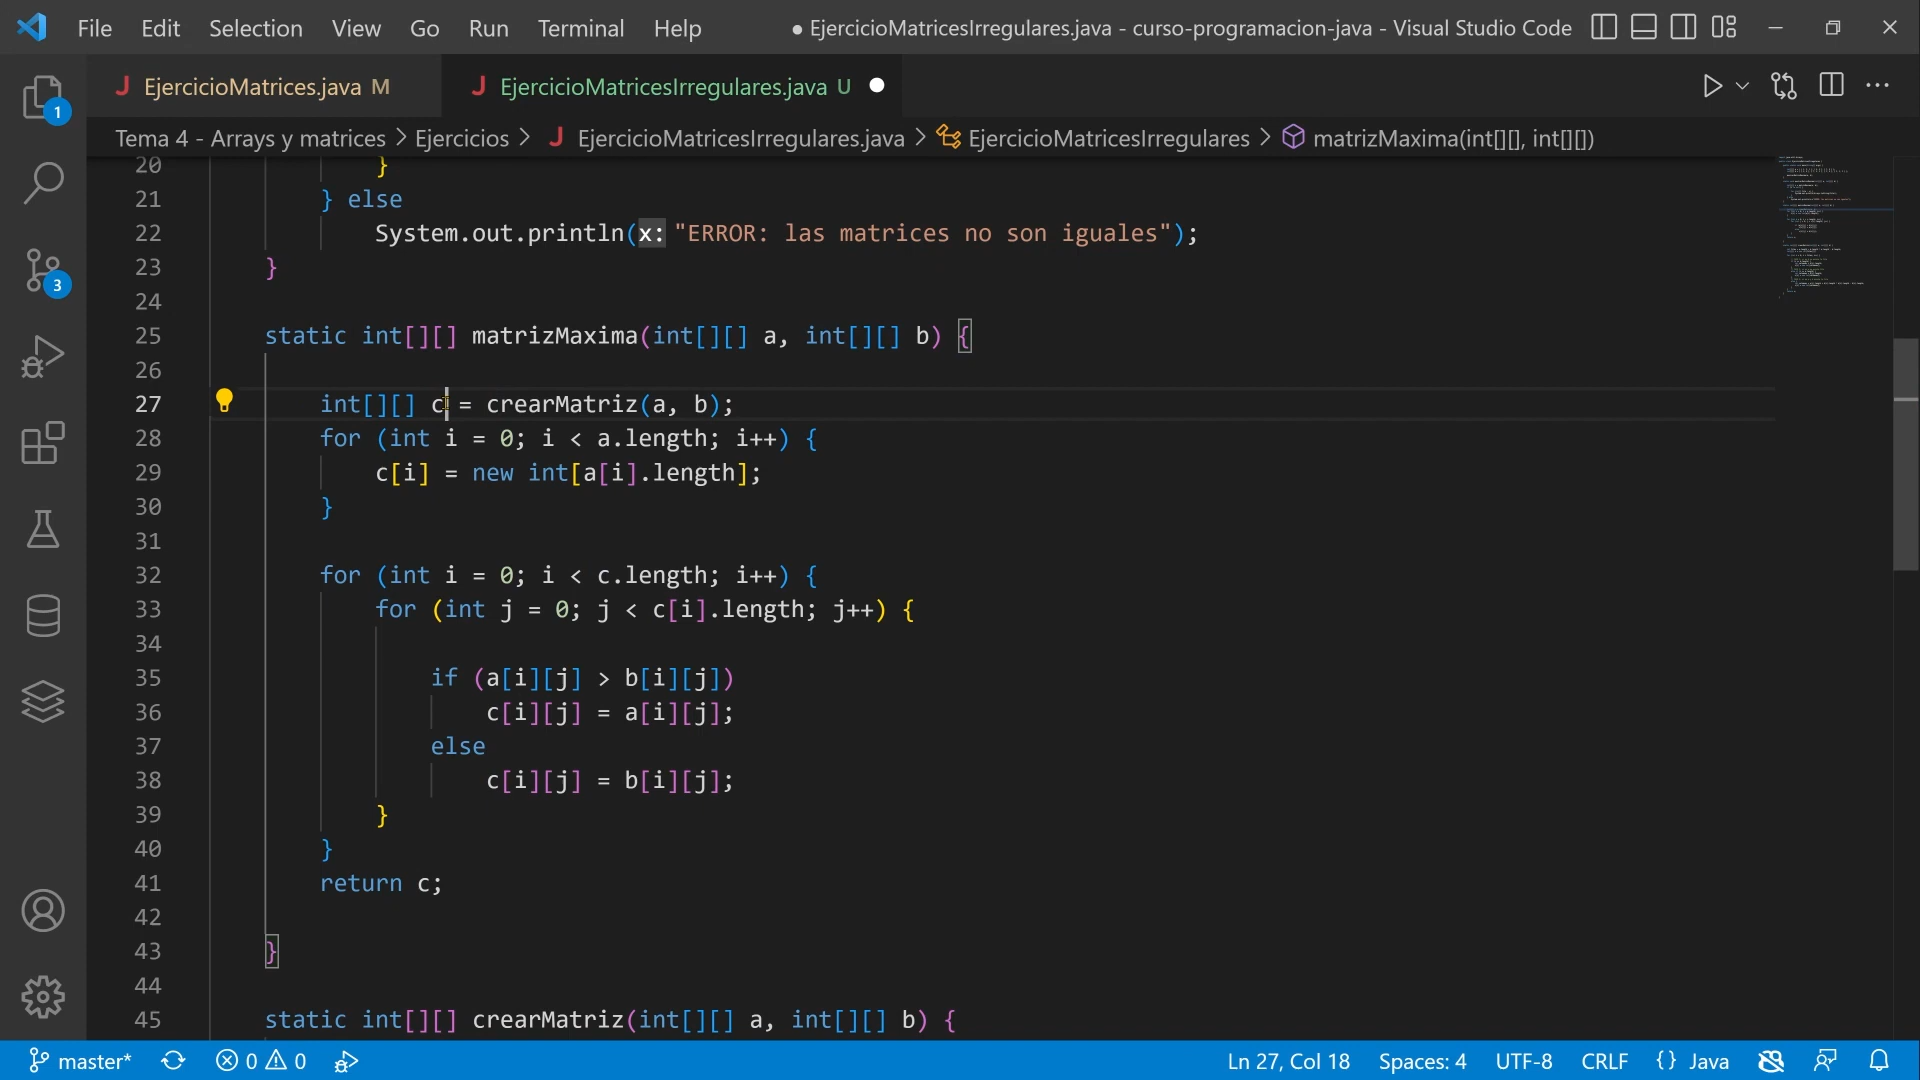 File Edit Selection View Go Run Terminal Help ● EjercicioMatricesIrregulares.java - curso-programacion-java - Visual Studio Code
J EjercicioMatrices.java M J EjercicioMatricesIrregulares.java U ●
Tema 4 - Arrays y matrices > Ejercicios > J EjercicioMatricesIrregulares.java > EjercicioMatricesIrregulares > matrizMaxima(int[][], int[][])
1
3
20 }
21 } else
22 System.out.println(x: "ERROR: las matrices no son iguales");
23 }
24
25 static int[][] matrizMaxima(int[][] a, int[][] b) {
26
27 int[][] c = crearMatriz(a, b);
28 for (int i = 0; i < a.length; i++) {
29 c[i] = new int[a[i].length];
30 }
31
32 for (int i = 0; i < c.length; i++) {
33 for (int j = 0; j < c[i].length; j++) {
34
35 if (a[i][j] > b[i][j])
36 c[i][j] = a[i][j];
37 else
38 c[i][j] = b[i][j];
39 }
40 }
41 return c;
42
43 }
44
45 static int[][] crearMatriz(int[][] a, int[][] b) {
master* 0 0 Ln 27, Col 18 Spaces: 4 UTF-8 CRLF {} Java